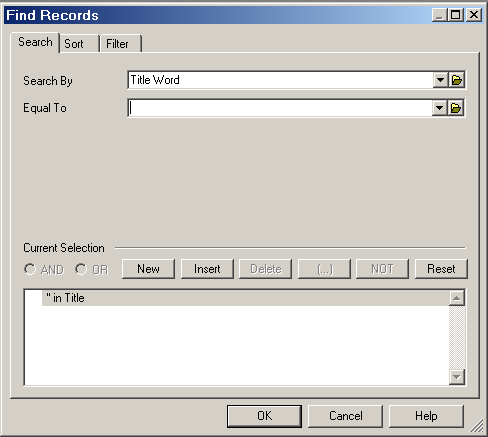 Find Records
Search Sort Filter
Search By Title Word
Equal To
Current Selection
AND OR New Insert Delete (...) NOT Reset
'' in Title
OK Cancel Help